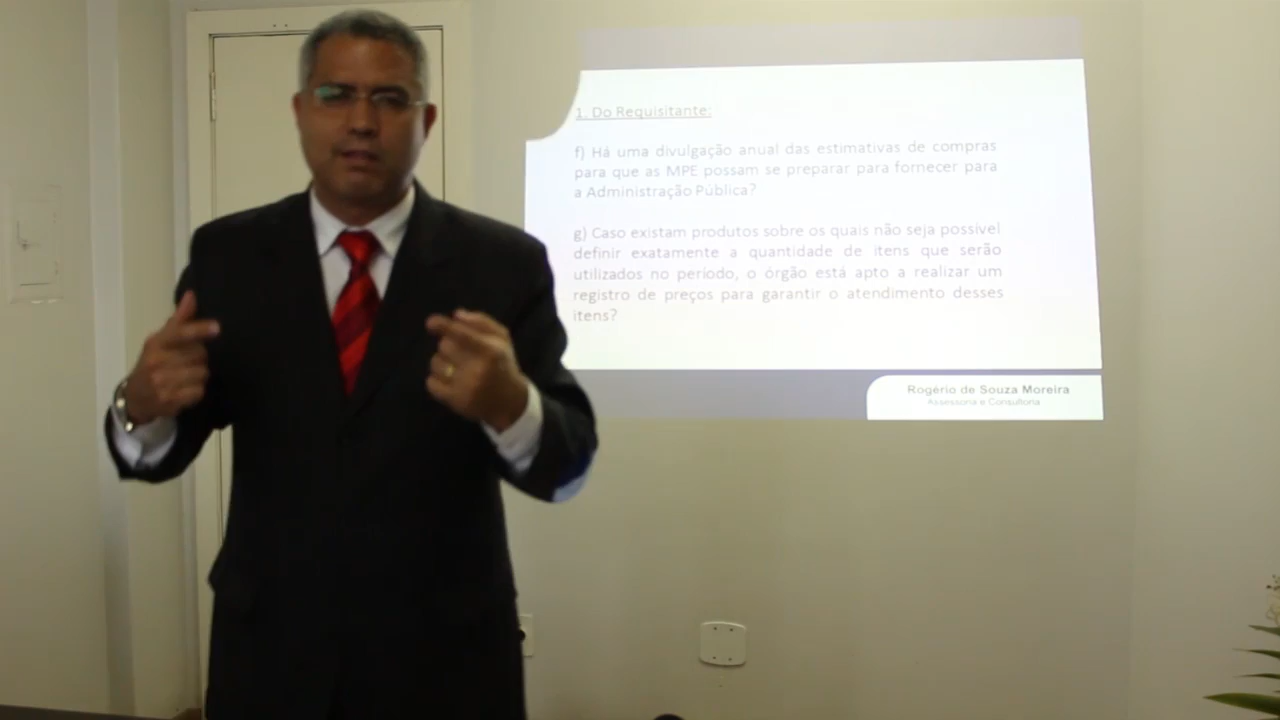 1. Do Requisitante:
f) Há uma divulgação anual das estimativas de compras
para que as MPE possam se preparar para fornecer para
a Administração Pública?
g) Caso existam produtos sobre os quais não seja possível
definir exatamente a quantidade de itens que serão
utilizados no período, o órgão está apto a realizar um
registro de preços para garantir o atendimento desses
itens?
Rogério de Souza Moreira
Assessoria e Consultoria